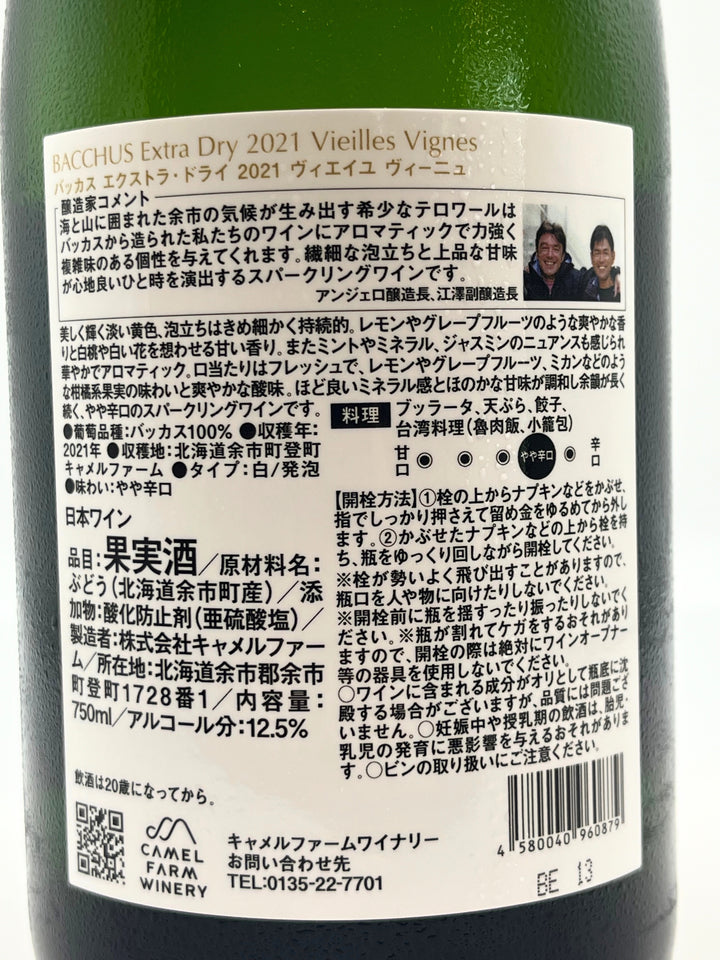 BACCHUS Extra Dry 2021 Vieilles Vignes
バッカス エクストラ・ドライ 2021 ヴィエイユ ヴィーニュ
醸造家コメント
海と山に囲まれた余市の気候が生み出す希少なテロワールは
バッカスから造られた私たちのワインにアロマティックで力強く
複雑味のある個性を与えてくれます。繊細な泡立ちと上品な甘味
が心地良いひと時を演出するスパークリングワインです。
アンジェロ醸造長、江澤副醸造長
美しく輝く淡い黄色、泡立ちはきめ細かく持続的。レモンやグレープフルーツのような爽やかな香
りと白桃や白い花を想わせる甘い香り。またミントやミネラル、ジャスミンのニュアンスも感じられ
華やかでアロマティック。口当たりはフレッシュで、レモンやグレープフルーツ、ミカンなどのよう
な柑橘系果実の味わいと爽やかな酸味。ほど良いミネラル感とほのかな甘味が調和し余韻が長く
続く、やや辛口のスパークリングワインです。
●葡萄品種：バッカス100% ●収穫年：
2021年 ●収穫地：北海道余市町登町
キャメルファーム ●タイプ：白/発泡
●味わい：やや辛口
料理
ブッラータ、天ぷら、餃子、
台湾料理（魯肉飯、小籠包）
甘口 やや辛口 辛口
日本ワイン
品目：果実酒／原材料名：
ぶどう（北海道余市町産）／添
加物：酸化防止剤（亜硫酸塩）／
製造者：株式会社キャメルファー
ム／所在地：北海道余市郡余市
町登町1728番1／内容量：
750ml／アルコール分：12.5%
【開栓方法】①栓の上からナプキンなどをかぶせ、
指でしっかり押さえて留め金をゆるめてから外し
ます。②かぶせたナプキンなどの上から栓を持
ち、瓶をゆっくり回しながら開栓してください。
※栓が勢いよく飛び出すことがありますので、
瓶口を人や物に向けたりしないでください。
※開栓前に瓶を揺すったり振ったりしないでく
ださい。※瓶が割れてケガをするおそれがあり
ますので、開栓の際は絶対にワインオープナー
等の器具を使用しないでください。
○ワインに含まれる成分がオリとして瓶底に沈
殿する場合がございますが、品質には問題ござ
いません。○妊娠中や授乳期の飲酒は、胎児・
乳児の発育に悪影響を与えるおそれがありま
す。○ビンの取り扱いにご注意ください。
飲酒は20歳になってから。
CAMEL
FARM
WINERY
キャメルファームワイナリー
お問い合わせ先
TEL:0135-22-7701
4 580040 960879
BE 13